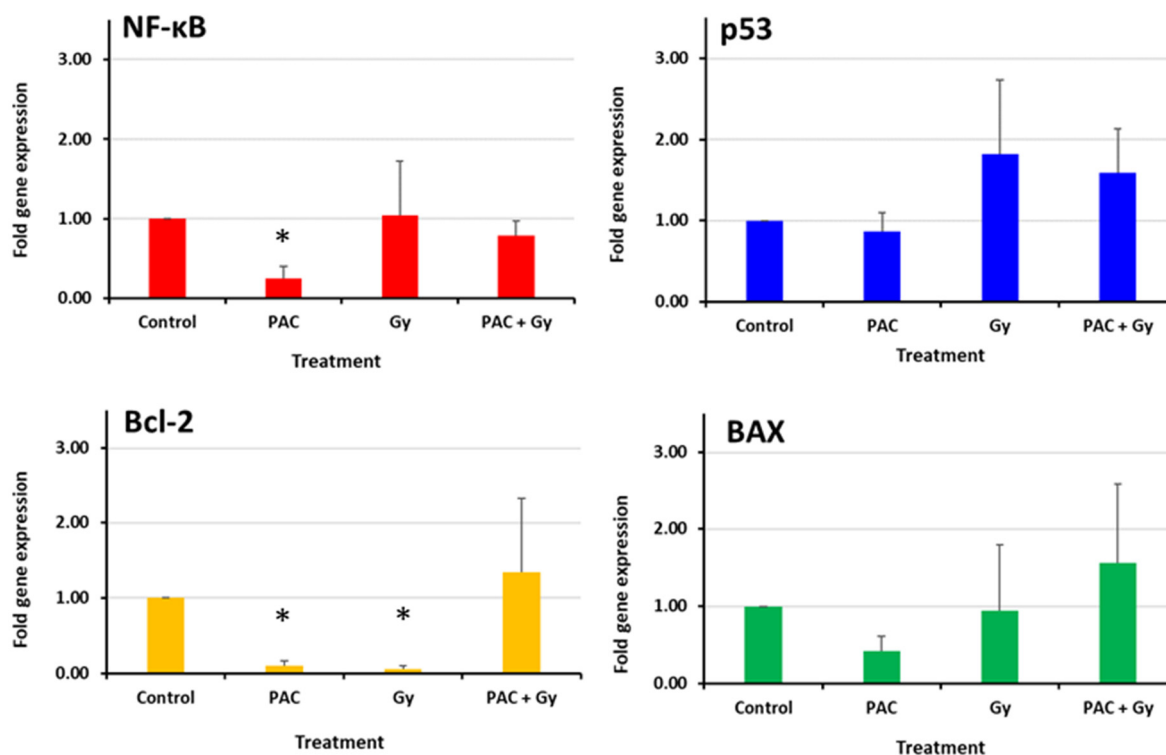 NF-κB
Fold gene expression
3.00
2.00
1.00
0.00
*
Control PAC Gy PAC + Gy
Treatment
p53
Fold gene expression
3.00
2.00
1.00
0.00
Control PAC Gy PAC + Gy
Treatment
Bcl-2
Fold gene expression
3.00
2.00
1.00
0.00
* *
Control PAC Gy PAC + Gy
Treatment
BAX
Fold gene expression
3.00
2.00
1.00
0.00
Control PAC Gy PAC + Gy
Treatment